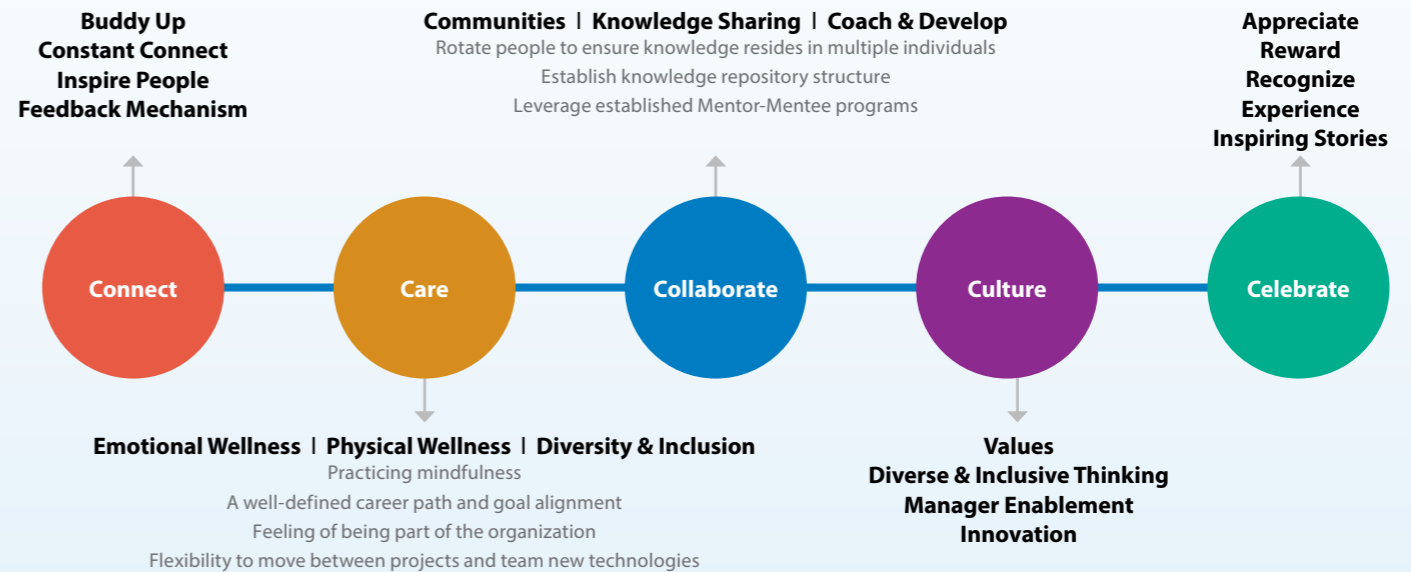 Buddy Up
Constant Connect
Inspire People
Feedback Mechanism
Communities | Knowledge Sharing | Coach & Develop
Rotate people to ensure knowledge resides in multiple individuals
Establish knowledge repository structure
Leverage established Mentor-Mentee programs
Appreciate
Reward
Recognize
Experience
Inspiring Stories
Connect
Care
Collaborate
Culture
Celebrate
Emotional Wellness | Physical Wellness | Diversity & Inclusion
Practicing mindfulness
A well-defined career path and goal alignment
Feeling of being part of the organization
Flexibility to move between projects and team new technologies
Values
Diverse & Inclusive Thinking
Manager Enablement
Innovation